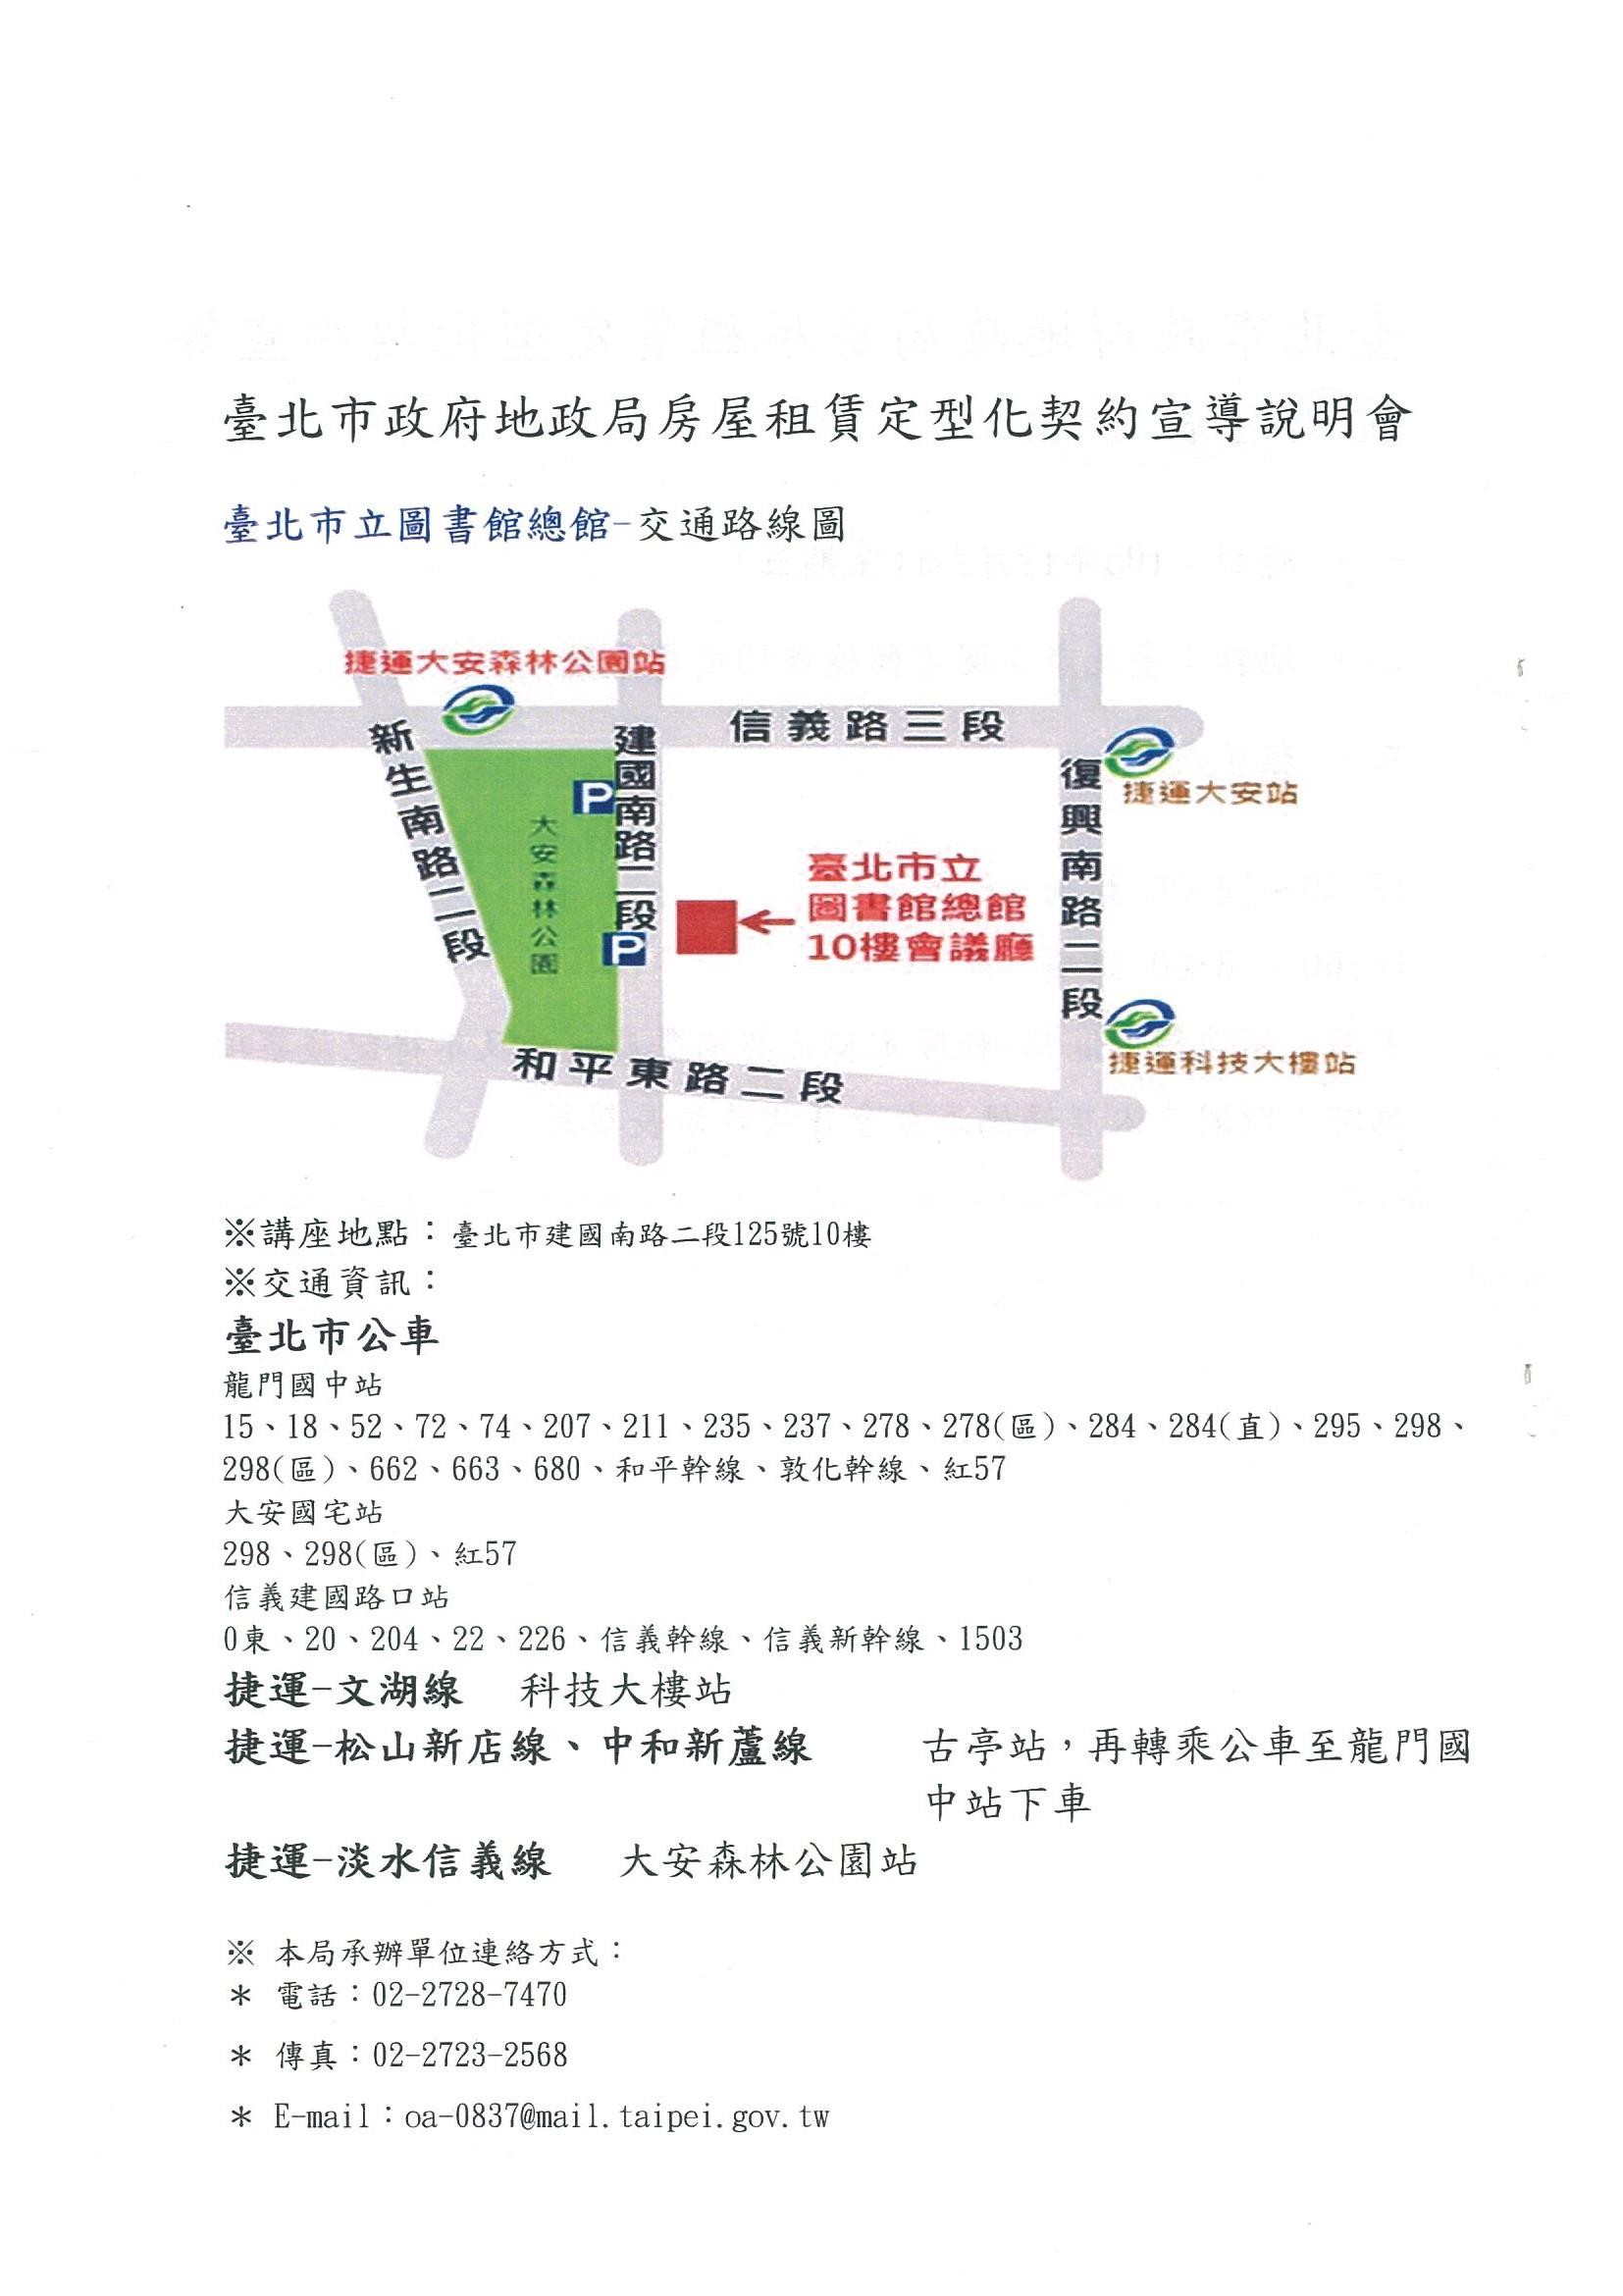 臺北市政府地政局房屋租賃定型化契約宣導說明會
臺北市立圖書館總館-交通路線圖
捷運大安森林公園站
信義路三段
新生南路二段
建國南路二段
復興南路二段
捷運大安站
P
大安森林公園
臺北市立
圖書館總館
10樓會議廳
P
捷運科技大樓站
和平東路二段
※講座地點：臺北市建國南路二段125號10樓
※交通資訊：
臺北市公車
龍門國中站
15、18、52、72、74、207、211、235、237、278、278(區)、284、284(直)、295、298、
298(區)、662、663、680、和平幹線、敦化幹線、紅57
大安國宅站
298、298(區)、紅57
信義建國路口站
0東、20、204、22、226、信義幹線、信義新幹線、1503
捷運-文湖線 科技大樓站
捷運-松山新店線、中和新蘆線 古亭站，再轉乘公車至龍門國
中站下車
捷運-淡水信義線 大安森林公園站
※ 本局承辦單位連絡方式：
＊ 電話：02-2728-7470
＊ 傳真：02-2723-2568
＊ E-mail：oa-0837@mail.taipei.gov.tw